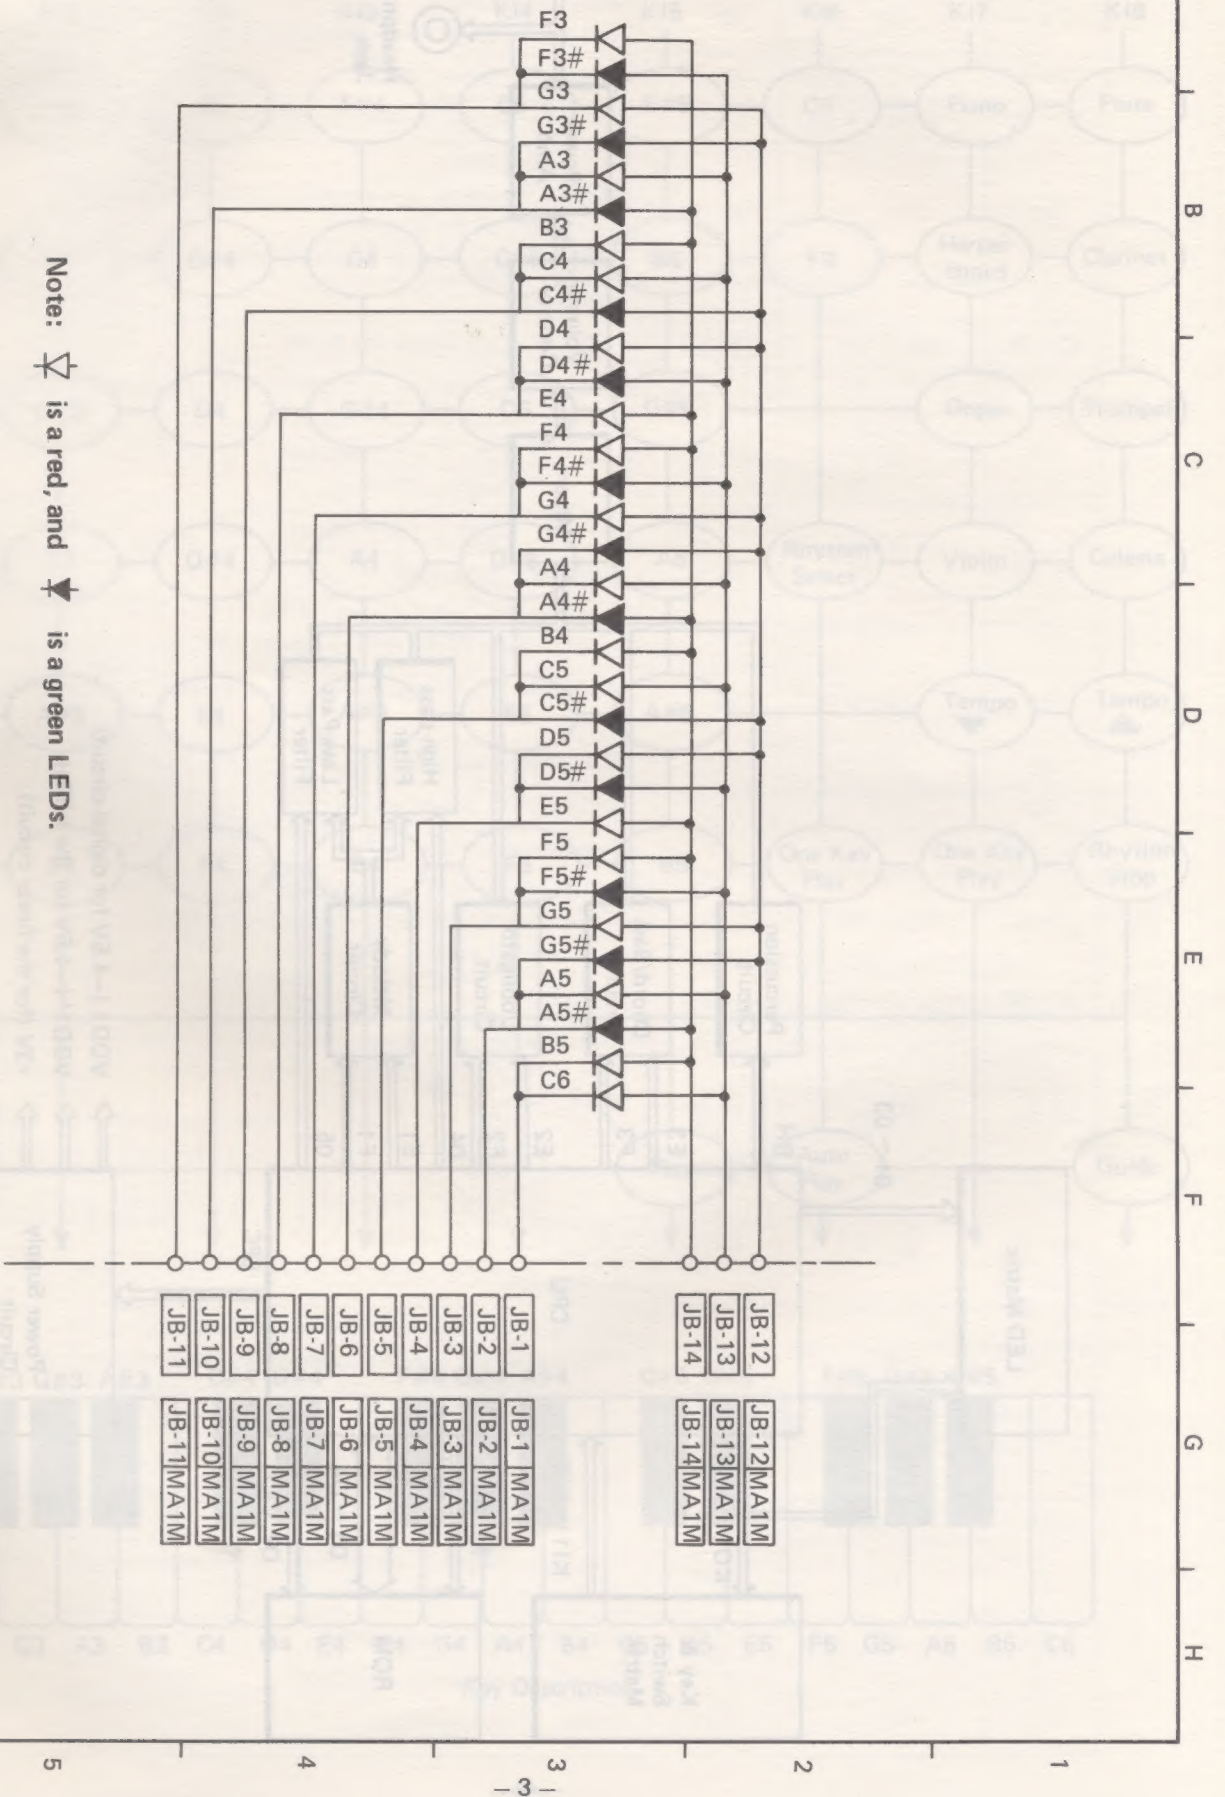 F3
F3#
G3
G3#
A3
A3#
B3
C4
C4#
D4
D4#
E4
F4
F4#
G4
G4#
A4
A4#
B4
C5
C5#
D5
D5#
E5
F5
F5#
G5
G5#
A5
A5#
B5
C6
Note: is a red, and is a green LEDs.
B
C
D
E
F
G
H
JB-11
JB-10
JB-9
JB-8
JB-7
JB-6
JB-5
JB-4
JB-3
JB-2
JB-1
JB-14
JB-13
JB-12
JB-11 MA1M
JB-10 MA1M
JB-9 MA1M
JB-8 MA1M
JB-7 MA1M
JB-6 MA1M
JB-5 MA1M
JB-4 MA1M
JB-3 MA1M
JB-2 MA1M
JB-1 MA1M
JB-14 MA1M
JB-13 MA1M
JB-12 MA1M
5
4
3
2
1
– 3 –